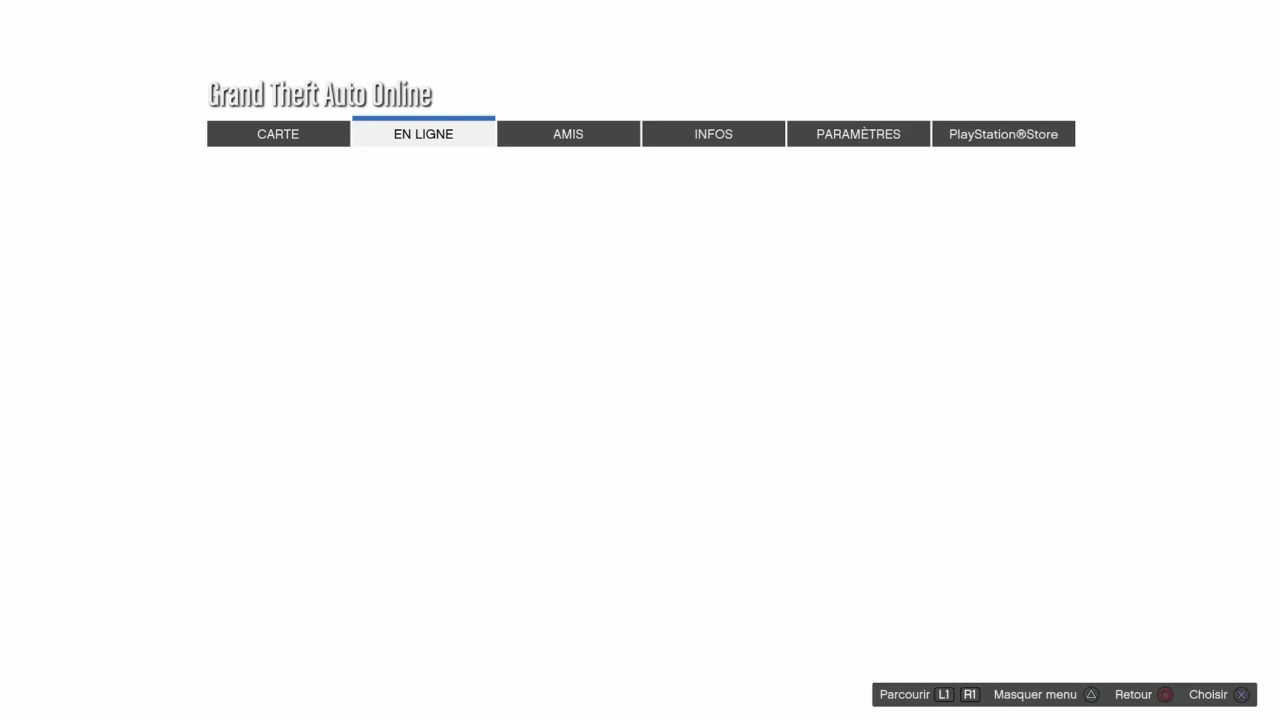 Grand Theft Auto Online
CARTE EN LIGNE AMIS INFOS PARAMÈTRES PlayStation®Store
Parcourir L1 R1 Masquer menu Retour Choisir